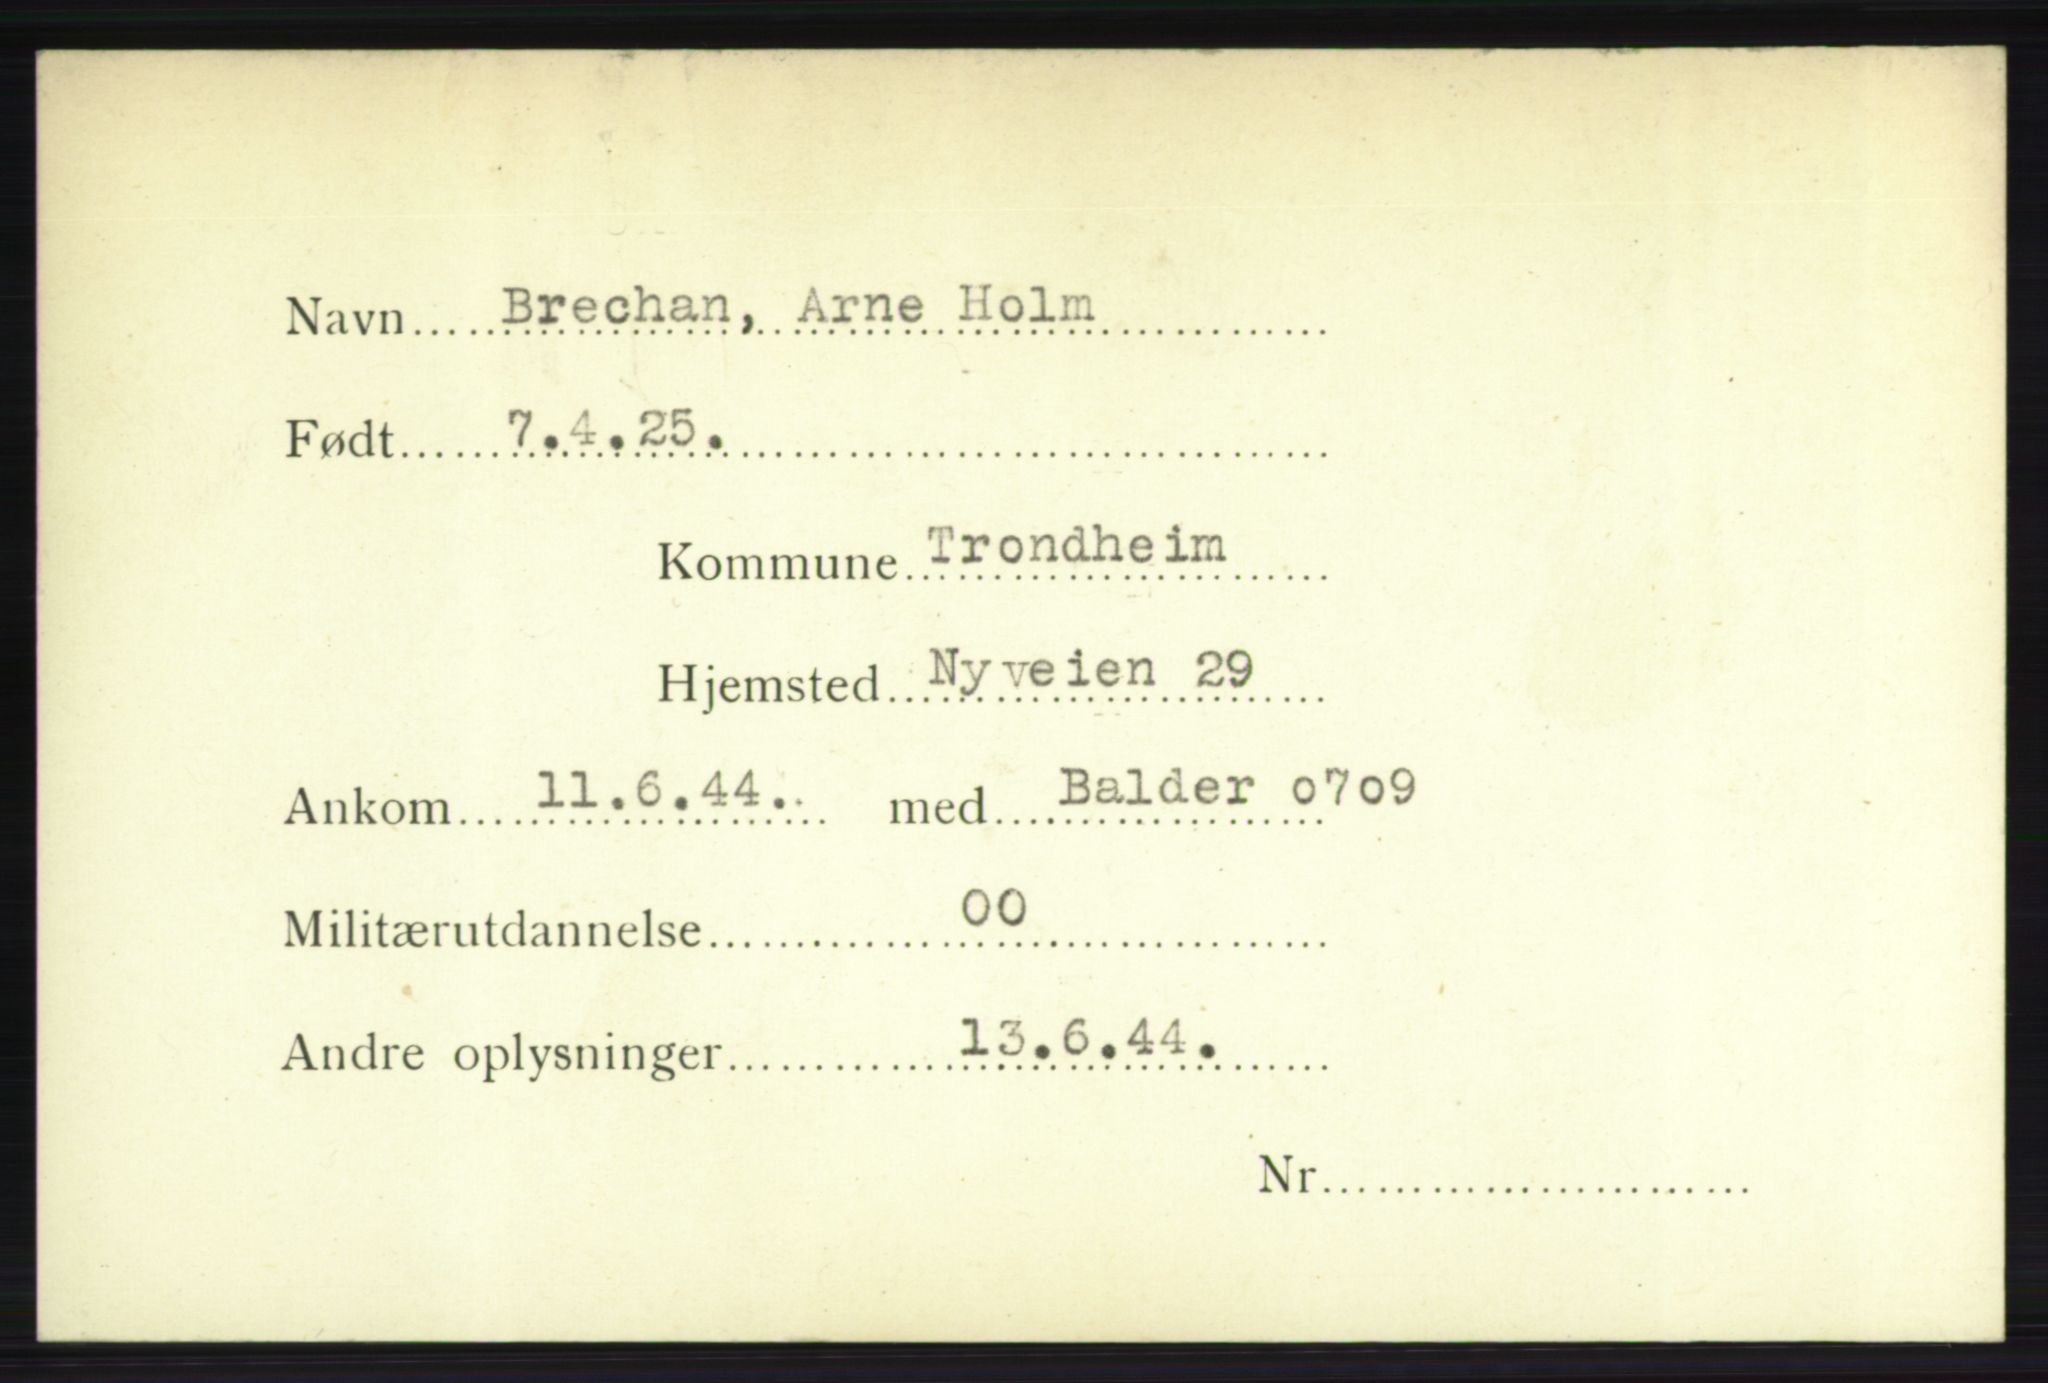 Navn Brechan, Arne Holm
Født 7.4.25.
Kommune Trondheim
Hjemsted Nyveien 29
Ankom 11.6.44. med Balder o7o9
Militærutdannelse 00
Andre oplysninger 13.6.44.
Nr